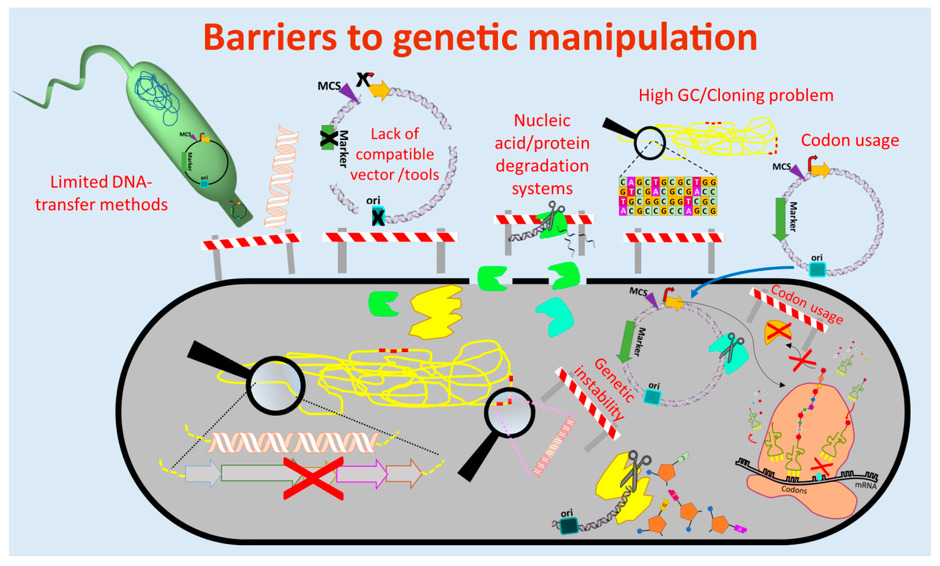 Barriers to genetic manipulation
Limited DNA-
transfer methods
MCS
Marker
ori
MCS
Marker
ori
Lack of
compatible
vector/tools
Nucleic
acid/protein
degradation
systems
High GC/Cloning problem
CAGCTGCGCTGG
Codon usage
MCS
Marker
ori
Codon usage
MCS
Marker
ori
Genetic
instability
ori
G
A
Codons
mRNA